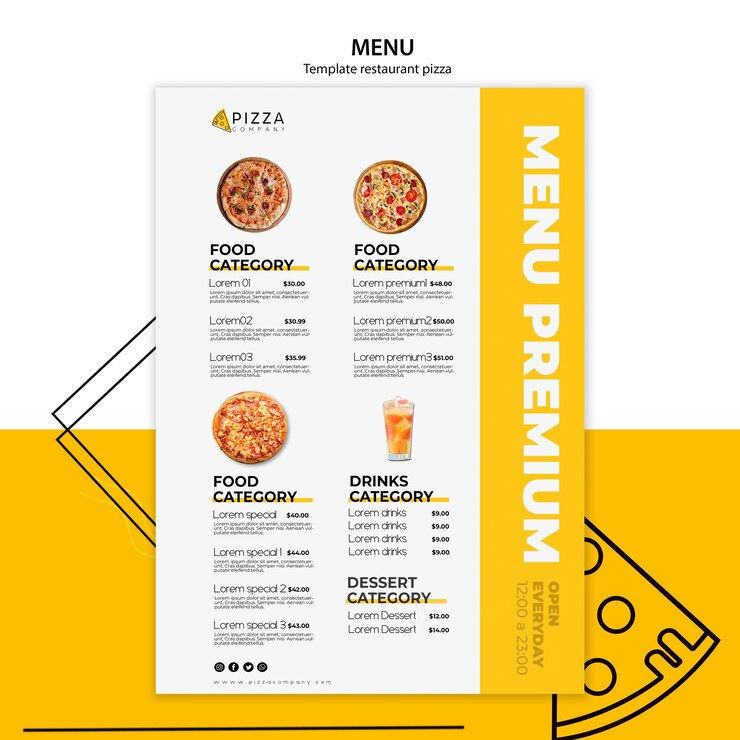 MENU
Template restaurant pizza
PIZZA
COMPANY
FOOD
CATEGORY
Lorem 01 $30.00
Lorem ipsum dolor sit amet, consectetuer-
unt, Cras dapibus. Semper nisi. Aenean vul-
putate eleifend tellus.
Lorem02 $30.99
Lorem ipsum dolor sit amet, consectetuer-
unt, Cras dapibus. Semper nisi. Aenean vul-
putate eleifend tellus.
Lorem03 $35.99
Lorem ipsum dolor sit amet, consectetuer-
unt, Cras dapibus. Semper nisi. Aenean vul-
putate eleifend tellus.
FOOD
CATEGORY
Lorem premium1 $48.00
Lorem ipsum dolor sit amet, consectetuer-
unt, Cras dapibus. Semper nisi. Aenean vul-
putate eleifend tellus.
Lorem premium2 $50.00
Lorem ipsum dolor sit amet, consectetuer-
unt, Cras dapibus. Semper nisi. Aenean vul-
putate eleifend tellus.
Lorem premium3 $51.00
Lorem ipsum dolor sit amet, consectetuer-
unt, Cras dapibus. Semper nisi. Aenean vul-
putate eleifend tellus.
FOOD
CATEGORY
Lorem special $40.00
Lorem ipsum dolor sit amet, consectetuer-
unt, Cras dapibus. Semper nisi. Aenean vul-
putate eleifend tellus.
Lorem special 1 $44.00
Lorem ipsum dolor sit amet, consectetuer-
unt, Cras dapibus. Semper nisi. Aenean vul-
putate eleifend tellus.
Lorem special 2 $42.00
Lorem ipsum dolor sit amet, consectetuer-
unt, Cras dapibus. Semper nisi. Aenean vul-
putate eleifend tellus.
Lorem special 3 $43.00
Lorem ipsum dolor sit amet, consectetuer-
unt, Cras dapibus. Semper nisi. Aenean vul-
putate eleifend tellus.
DRINKS
CATEGORY
Lorem drinks $9.00
Lorem drinks $9.00
Lorem drinks $9.00
Lorem drinks $9.00
DESSERT
CATEGORY
Lorem Dessert $12.00
Lorem Dessert $14.00
www.pizzacompany.com
MENU PREMIUM
OPEN
EVERYDAY
12:00 a 23:00